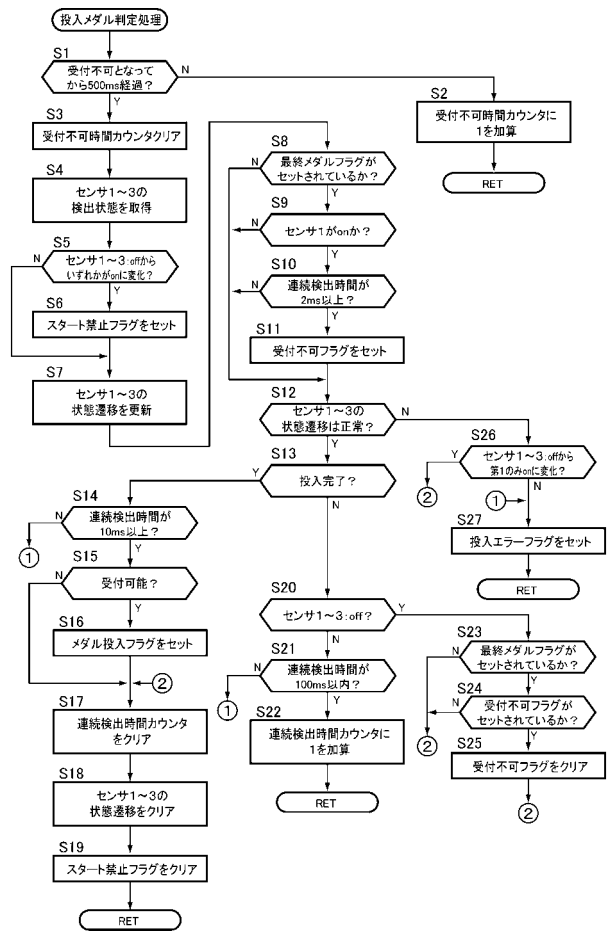 投入メダル判定処理
S1
受付不可となって
から500ms経過？
N
Y
S2
受付不可時間カウンタに
1を加算
RET
S3
受付不可時間カウンタクリア
S4
センサ1～3の
検出状態を取得
S5
センサ1～3:offから
いずれかがonに変化？
N
Y
S6
スタート禁止フラグをセット
S7
センサ1～3の
状態遷移を更新
S8
最終メダルフラグが
セットされているか？
N
Y
S9
センサ1がonか？
N
Y
S10
連続検出時間が
2ms以上？
N
Y
S11
受付不可フラグをセット
S12
センサ1～3の
状態遷移は正常？
N
Y
S26
センサ1～3:offから
第1のみonに変化？
Y
②
N
①
S27
投入エラーフラグをセット
RET
S13
投入完了？
Y
N
S14
連続検出時間が
10ms以上？
N
①
Y
S15
受付可能？
N
Y
S16
メダル投入フラグをセット
②
S17
連続検出時間カウンタ
をクリア
S18
センサ1～3の
状態遷移をクリア
S19
スタート禁止フラグをクリア
RET
S20
センサ1～3:off？
Y
N
S21
連続検出時間が
100ms以内？
N
①
Y
S22
連続検出時間カウンタに
1を加算
RET
S23
最終メダルフラグが
セットされているか？
N
Y
S24
受付不可フラグが
セットされているか？
N
②
Y
S25
受付不可フラグをクリア
②